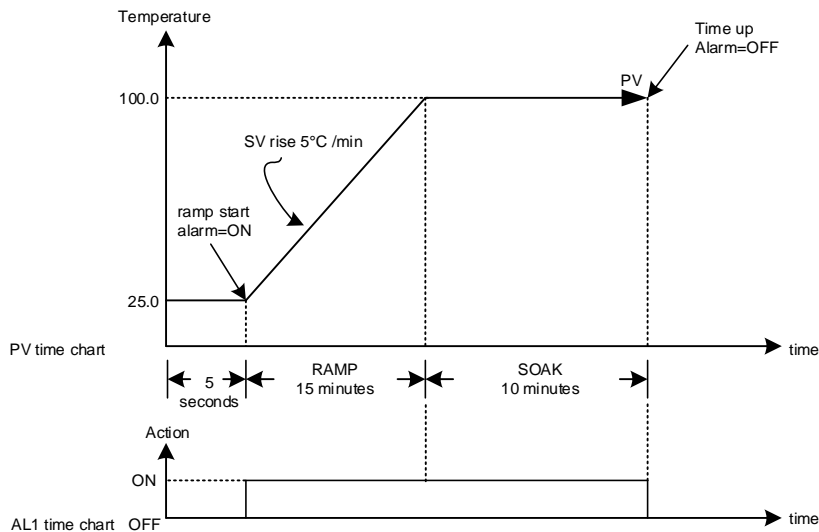 Temperature
Time up
Alarm=OFF
PV
100.0
SV rise 5°C /min
ramp start
alarm=ON
25.0
PV time chart
time
5
seconds
RAMP
15 minutes
SOAK
10 minutes
Action
ON
AL1 time chart OFF
time